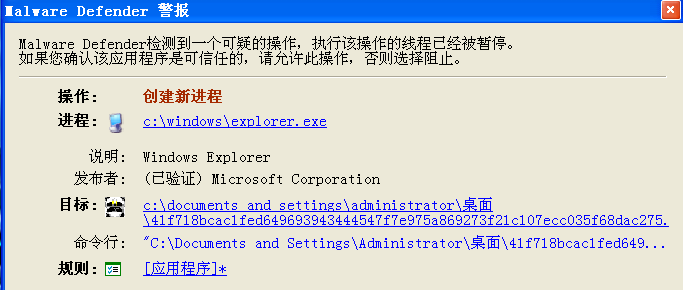 Malware Defender 警报
Malware Defender检测到一个可疑的操作，执行该操作的线程已经被暂停。
如果您确认该应用程序是可信任的，请允许此操作，否则选择阻止。
操作： 创建新进程
进程： c:\windows\explorer.exe
说明： Windows Explorer
发布者： (已验证) Microsoft Corporation
目标： c:\documents and settings\administrator\桌面
\41f718bcac1fed649693943444547f7e975a869273f21c107ecc035f68dac275.
命令行： "C:\Documents and Settings\Administrator\桌面\41f718bcac1fed649...
规则： [应用程序]*